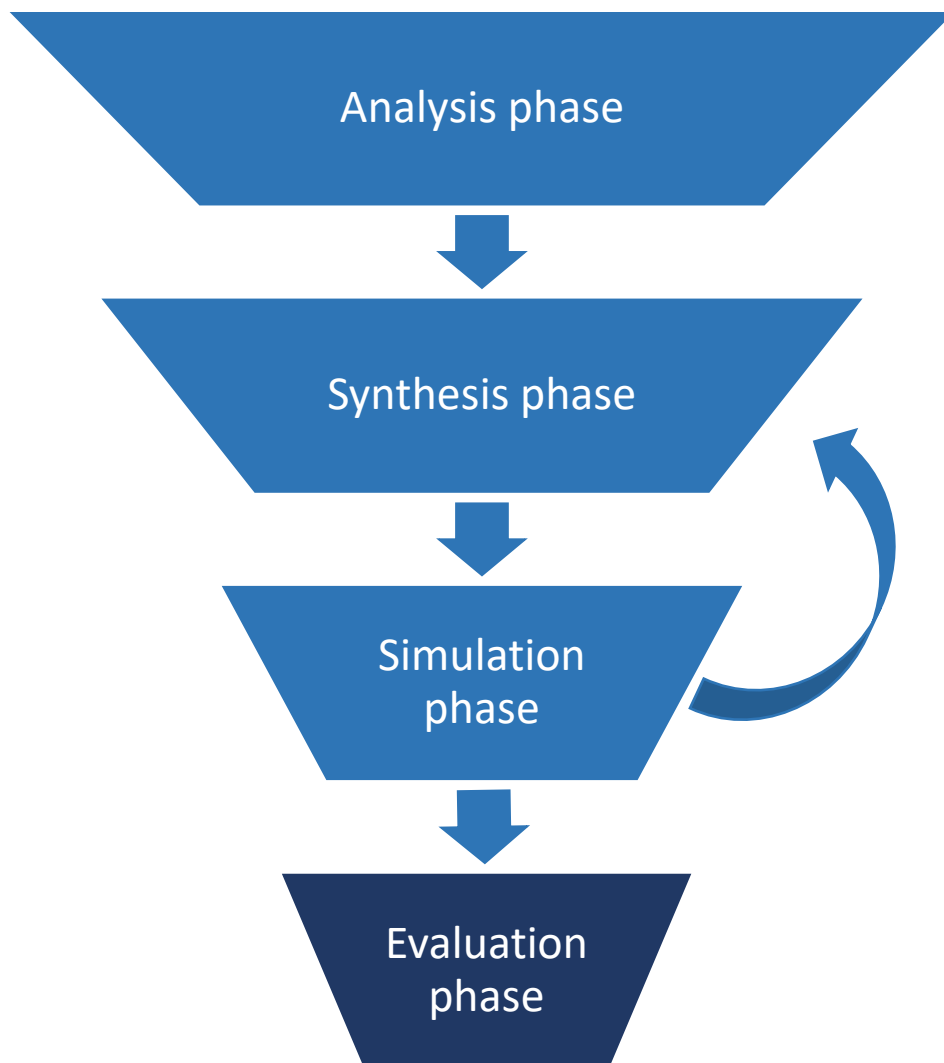 Analysis phase
Synthesis phase
Simulation
phase
Evaluation
phase